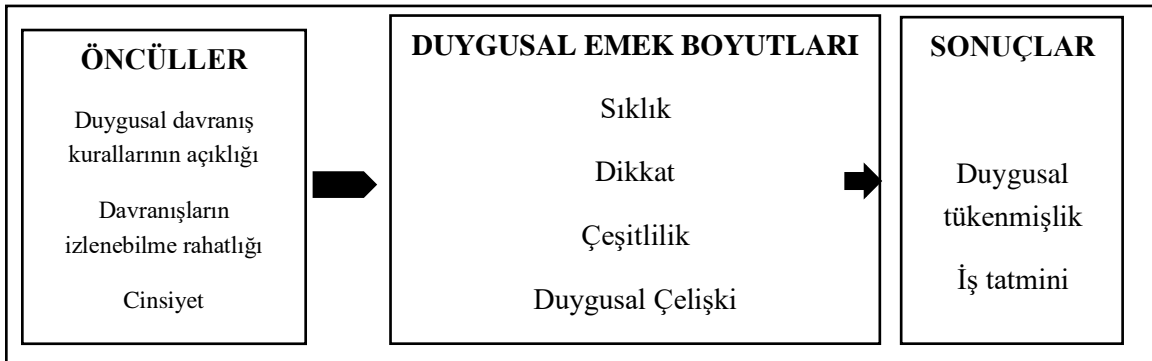 ÖNCÜLLER
Duygusal davranış
kurallarının açıklığı
Davranışların
izlenebilme rahatlığı
Cinsiyet
DUYGUSAL EMEK BOYUTLARI
Sıklık
Dikkat
Çeşitlilik
Duygusal Çelişki
SONUÇLAR
Duygusal
tükenmişlik
İş tatmini